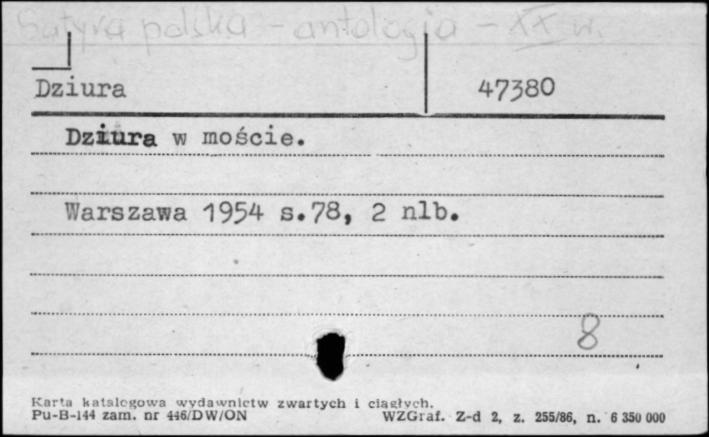 Satyra polska - antologia - XX w.
Dziura 47380
Dziura w moście.
Warszawa 1954 s.78, 2 nlb.
8
Karta katalogowa wydawnictw zwartych i ciągłych.
Pu-B-144 zam. nr 446/DW/ON WZGraf. Z-d 2, z. 255/86, n. 6 350 000